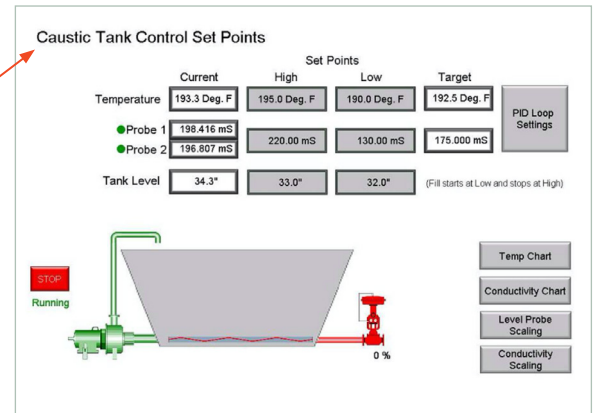 Caustic Tank Control Set Points
Set Points
Current High Low Target
Temperature 193.3 Deg. F 195.0 Deg. F 190.0 Deg. F 192.5 Deg. F
PID Loop
Settings
Probe 1 198.416 mS
220.00 mS 130.00 mS 175.000 mS
Probe 2 196.807 mS
Tank Level 34.3" 33.0" 32.0" (Fill starts at Low and stops at High)
STOP
Running
0 %
Temp Chart
Conductivity Chart
Level Probe
Scaling
Conductivity
Scaling